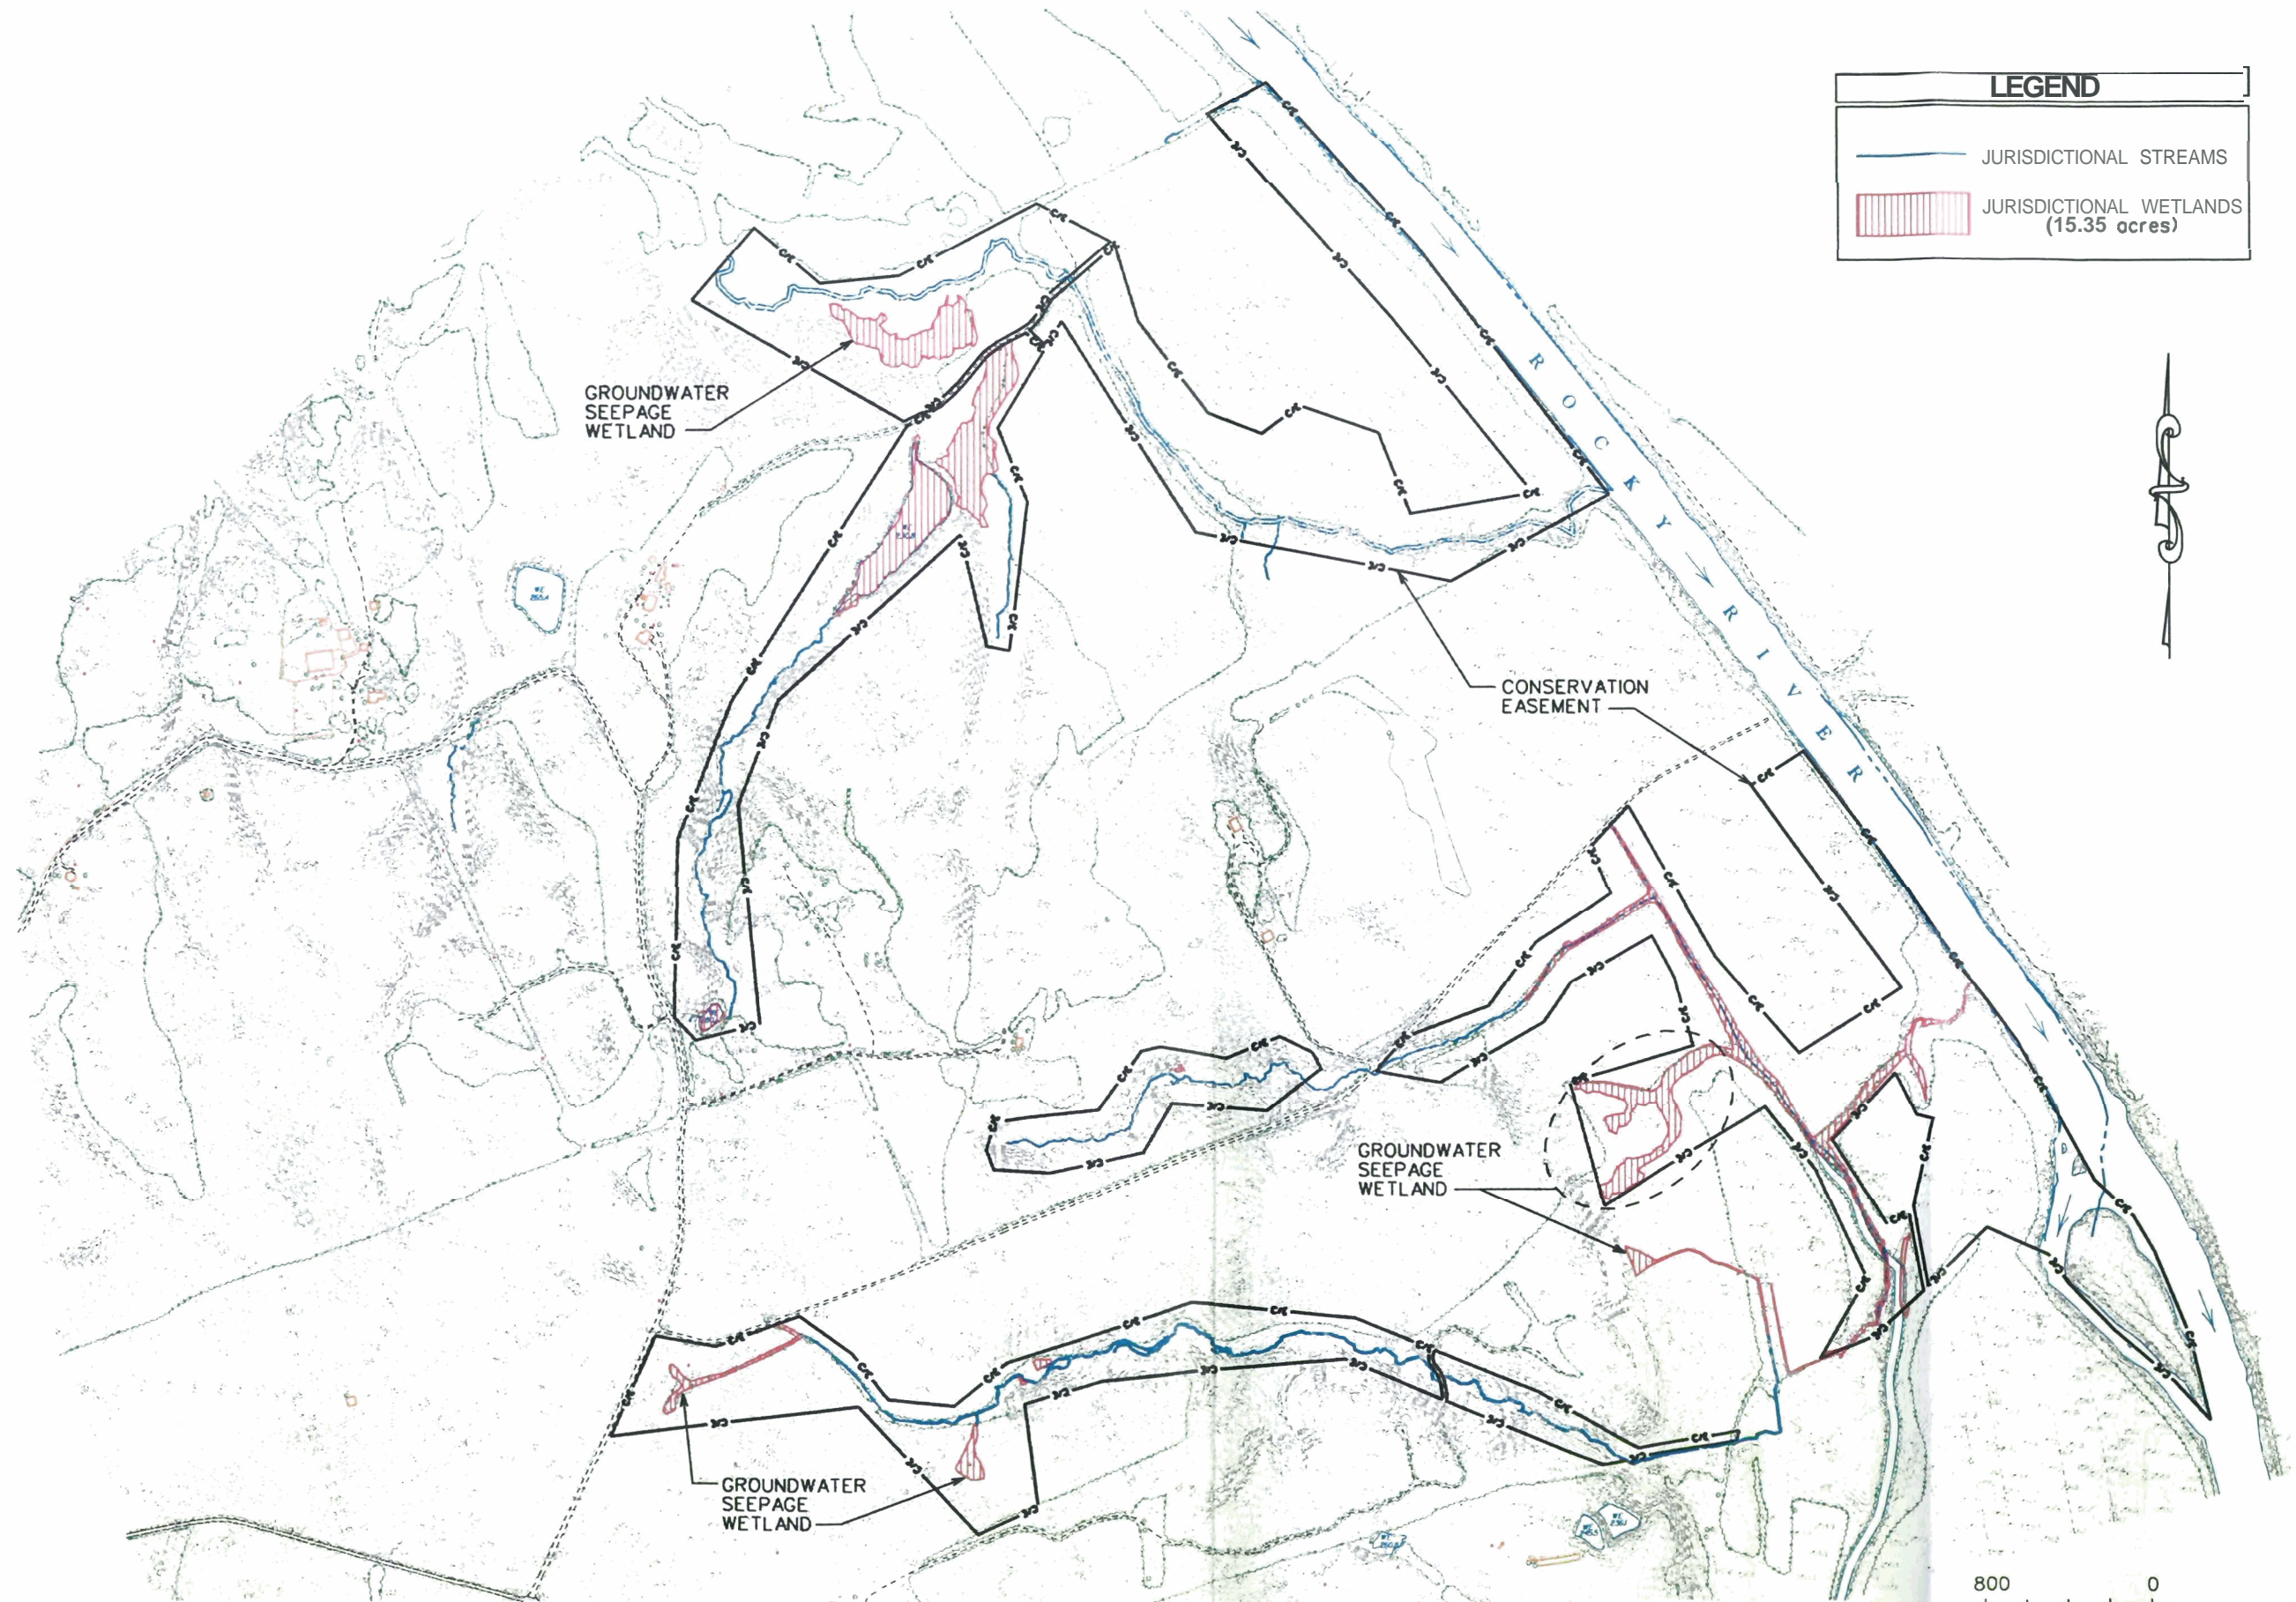 LEGEND
JURISDICTIONAL STREAMS
JURISDICTIONAL WETLANDS
(15.35 acres)
GROUNDWATER
SEEPAGE
WETLAND
ROCKY RIVER
CONSERVATION
EASEMENT
GROUNDWATER
SEEPAGE
WETLAND
GROUNDWATER
SEEPAGE
WETLAND
800 0